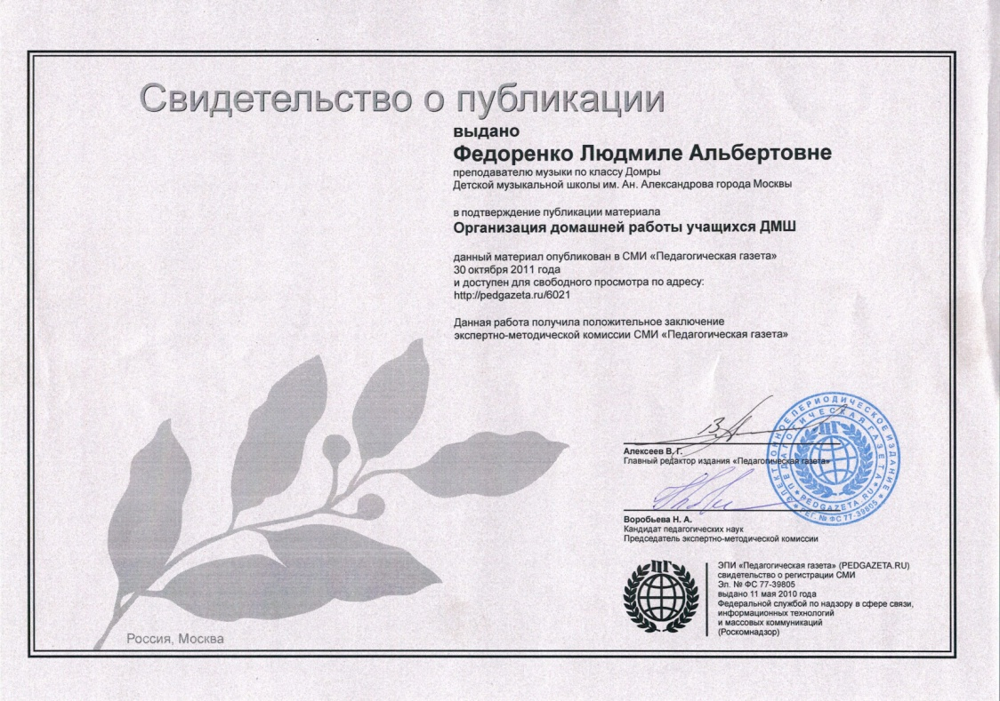 Свидетельство о публикации
выдано
Федоренко Людмиле Альбертовне
преподавателю музыки по классу Домры
Детской музыкальной школы им. Ан. Александрова города Москвы
в подтверждение публикации материала
Организация домашней работы учащихся ДМШ
данный материал опубликован в СМИ «Педагогическая газета»
30 октября 2011 года
и доступен для свободного просмотра по адресу:
http://pedgazeta.ru/6021
Данная работа получила положительное заключение
экспертно-методической комиссии СМИ «Педагогическая газета»
Алексеев В. Г.
Главный редактор издания «Педагогическая газета»
ЭЛЕКТРОННОЕ ПЕРИОДИЧЕСКОЕ ИЗДАНИЕ
ПЕДАГОГИЧЕСКАЯ ГАЗЕТА
ПГ
PEDGAZETA.RU
РЕГ. № ФС 77-39805
Воробьева Н. А.
Кандидат педагогических наук
Председатель экспертно-методической комиссии
ПГ
ЭПИ «Педагогическая газета» (PEDGAZETA.RU)
свидетельство о регистрации СМИ
Эл. № ФС 77-39805
выдано 11 мая 2010 года
Федеральной службой по надзору в сфере связи,
информационных технологий
и массовых коммуникаций
(Роскомнадзор)
Россия, Москва